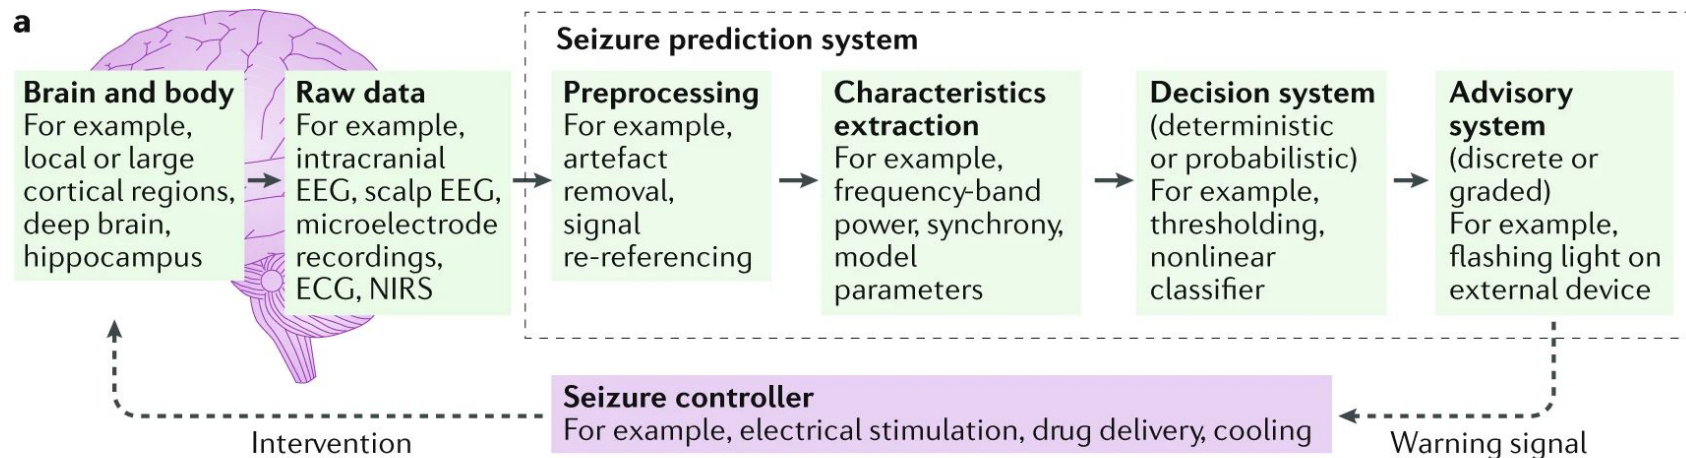 a
Seizure prediction system
Brain and body
For example,
local or large
cortical regions,
deep brain,
hippocampus
Raw data
For example,
intracranial
EEG, scalp EEG,
microelectrode
recordings,
ECG, NIRS
Preprocessing
For example,
artefact
removal,
signal
re-referencing
Characteristics
extraction
For example,
frequency-band
power, synchrony,
model
parameters
Decision system
(deterministic
or probabilistic)
For example,
thresholding,
nonlinear
classifier
Advisory
system
(discrete or
graded)
For example,
flashing light on
external device
Seizure controller
For example, electrical stimulation, drug delivery, cooling
Intervention
Warning signal